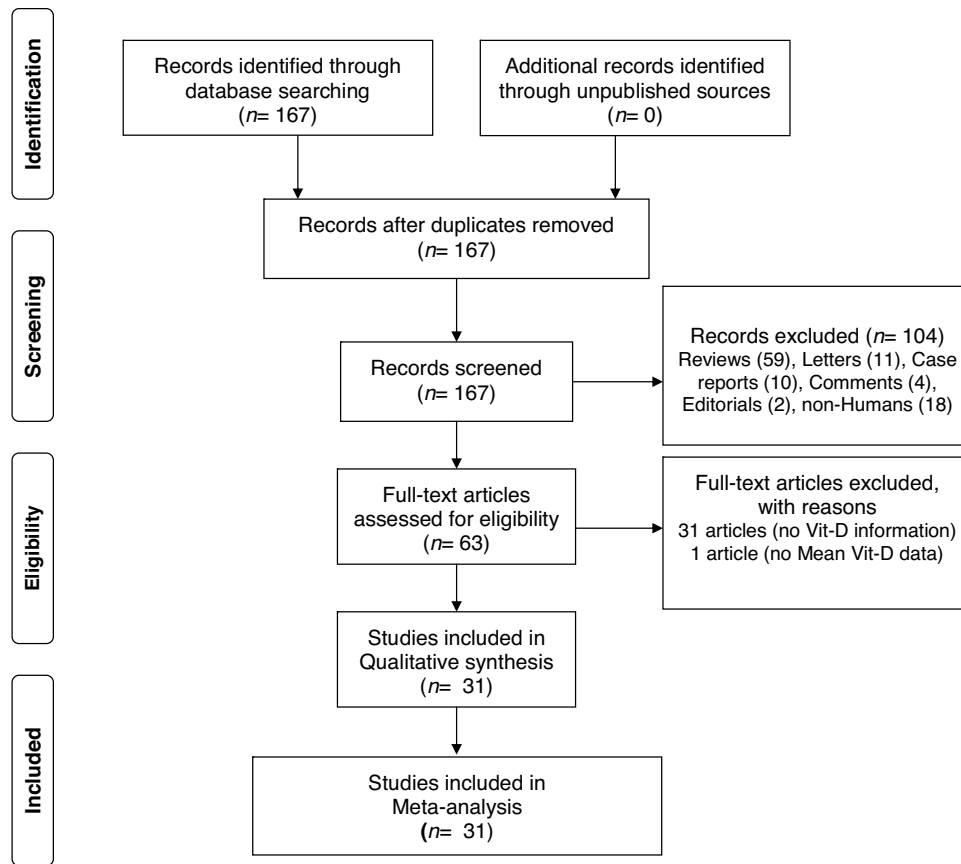 Identification
Records identified through
database searching
(n= 167)
Additional records identified
through unpublished sources
(n= 0)
Records after duplicates removed
(n= 167)
Screening
Records screened
(n= 167)
Records excluded (n= 104)
Reviews (59), Letters (11), Case
reports (10), Comments (4),
Editorials (2), non-Humans (18)
Eligibility
Full-text articles
assessed for eligibility
(n= 63)
Full-text articles excluded,
with reasons
31 articles (no Vit-D information)
1 article (no Mean Vit-D data)
Studies included in
Qualitative synthesis
(n= 31)
Included
Studies included in
Meta-analysis
(n= 31)